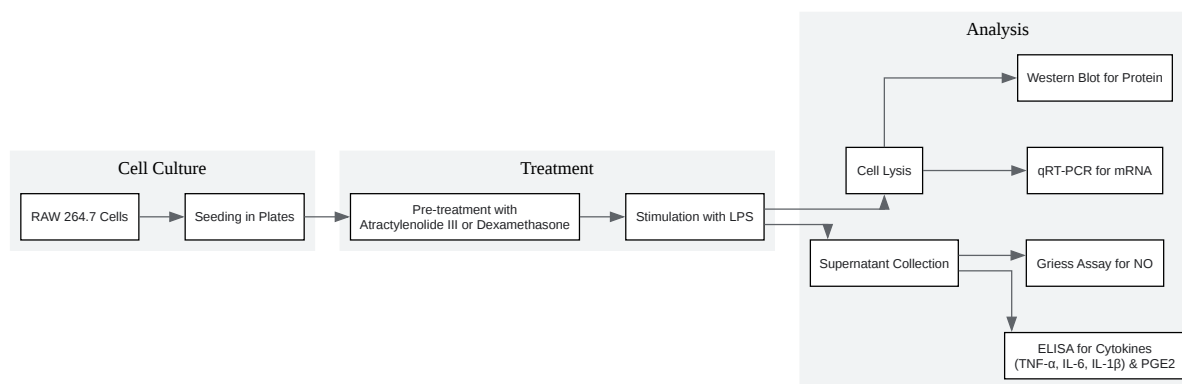 Analysis
Western Blot for Protein
Cell Culture
Treatment
Cell Lysis
qRT-PCR for mRNA
RAW 264.7 Cells
Seeding in Plates
Pre-treatment with
Atractylenolide III or Dexamethasone
Stimulation with LPS
Supernatant Collection
Griess Assay for NO
ELISA for Cytokines
(TNF-α, IL-6, IL-1β) & PGE2